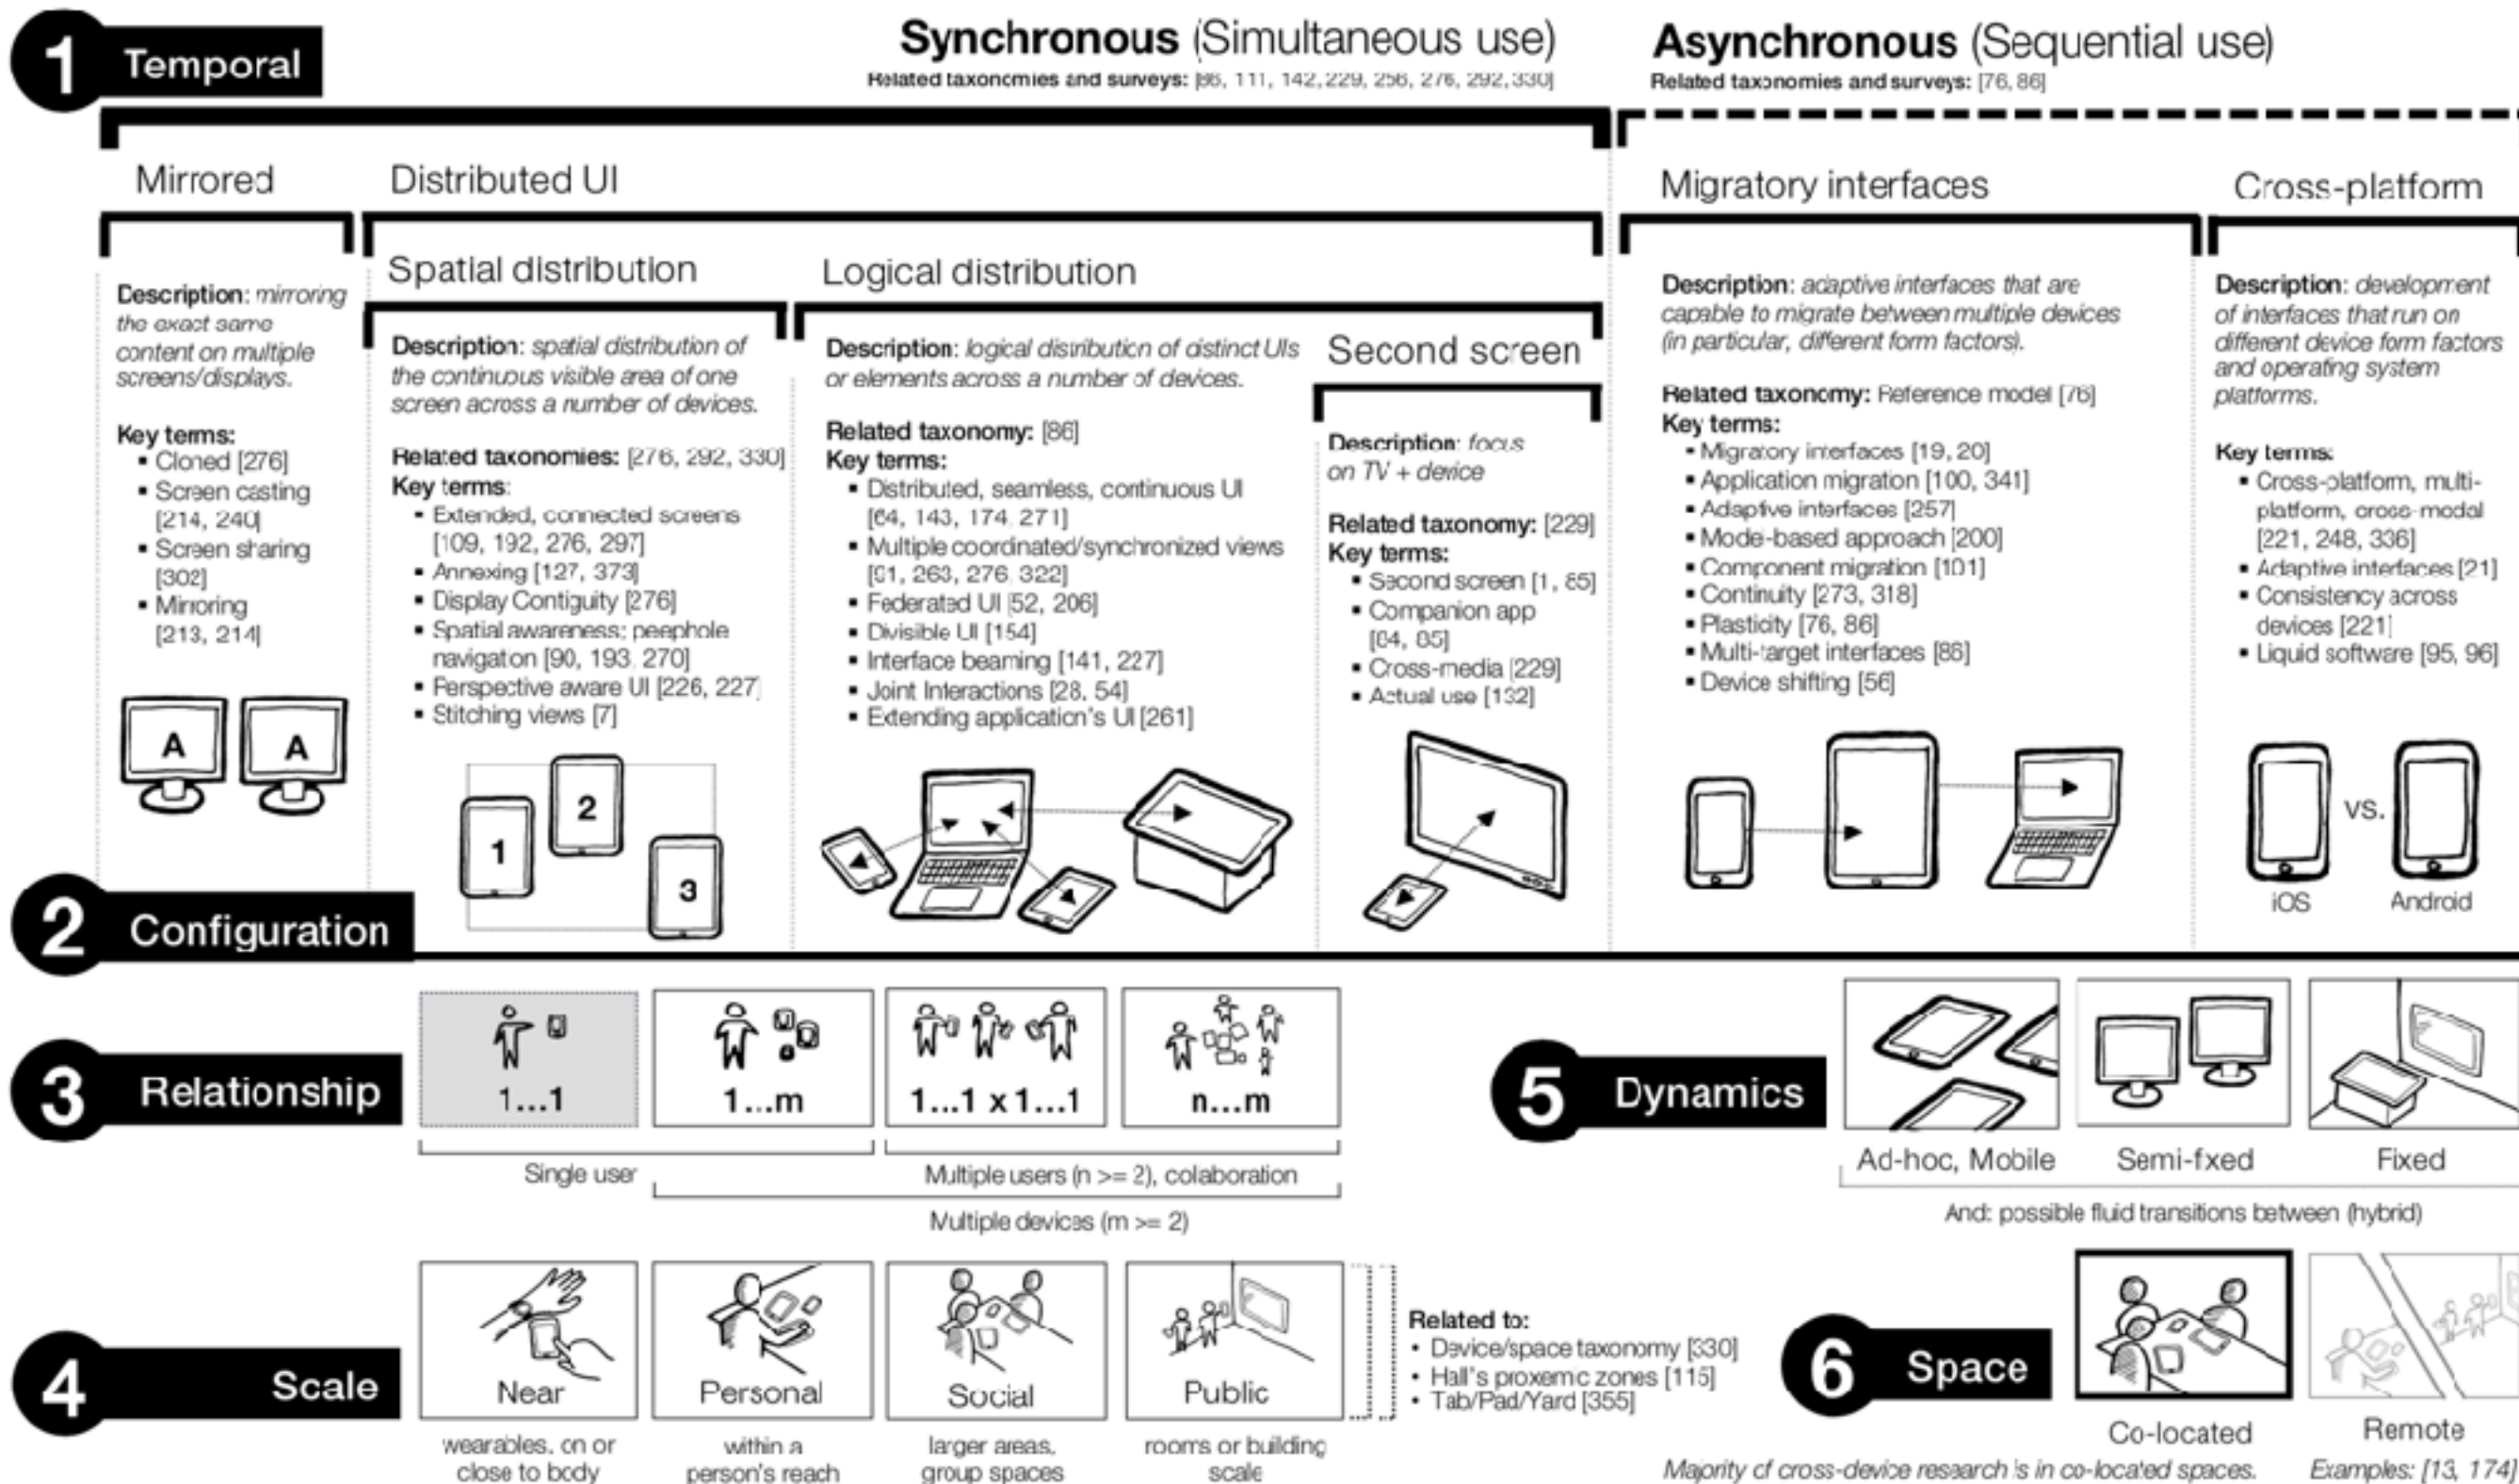 1 Temporal
Synchronous (Simultaneous use)
Related taxonomies and surveys: [86, 111, 142, 229, 256, 276, 292, 330]
Asynchronous (Sequential use)
Related taxonomies and surveys: [76, 86]
Mirrored
Description: mirroring
the exact same
content on multiple
screens/displays.
Key terms:
▪ Cloned [276]
▪ Screen casting
[214, 240]
▪ Screen sharing
[302]
▪ Mirroring
[213, 214]
A
A
Distributed UI
Spatial distribution
Description: spatial distribution of
the continuous visible area of one
screen across a number of devices.
Related taxonomies: [276, 292, 330]
Key terms:
▪ Extended, connected screens
[109, 192, 276, 297]
▪ Annexing [127, 373]
▪ Display Contiguity [276]
▪ Spatial awareness; peephole
navigation [90, 193, 270]
▪ Perspective aware UI [226, 227]
▪ Stitching views [7]
1
2
3
Logical distribution
Description: logical distribution of distinct UIs
or elements across a number of devices.
Related taxonomy: [86]
Key terms:
▪ Distributed, seamless, continuous UI
[64, 143, 174, 271]
▪ Multiple coordinated/synchronized views
263, 276, 322]
▪ Federated UI [52, 206]
▪ Divisible UI [154]
▪ Interface beaming [141, 227]
▪ Joint Interactions [28, 54]
▪ Extending application's UI [261]
Second screen
Description: focus
on TV + device
Related taxonomy: [229]
Key terms:
▪ Second screen [1, 85]
▪ Companion app
▪ Cross-media [229]
▪ Actual use [132]
Migratory interfaces
Description: adaptive interfaces that are
capable to migrate between multiple devices
(in particular, different form factors).
Related taxonomy: Reference model [76]
Key terms:
▪ Migratory interfaces [19, 20]
▪ Application migration [100, 341]
▪ Adaptive interfaces [257]
▪ Mode-based approach [200]
▪ Component migration [101]
▪ Continuity [273, 318]
▪ Plasticity [76, 86]
▪ Multi-target interfaces [86]
▪ Device shifting [56]
Cross-platform
Description: development
of interfaces that run on
different device form factors
and operating system
platforms.
Key terms:
▪ Cross-platform, multi-
platform, cross-modal
[221, 248, 336]
▪ Adaptive interfaces [21]
▪ Consistency across
devices [221]
▪ Liquid software [95, 96]
vs.
iOS
Android
2 Configuration
3 Relationship
1...1
1...m
1...1 x 1...1
n...m
Single user
Multiple users (n >= 2), colaboration
Multiple devices (m >= 2)
5 Dynamics
Ad-hoc, Mobile
Semi-fixed
Fixed
And: possible fluid transitions between (hybrid)
4 Scale
Near
wearables, on or
close to body
Personal
within a
person's reach
Social
larger areas,
group spaces
Public
rooms or building
scale
Related to:
• Device/space taxonomy [330]
• Hall's proxemic zones [115]
• Tab/Pad/Yard [355]
6 Space
Co-located
Remote
Majority of cross-device research is in co-located spaces.
Examples: [13, 174]